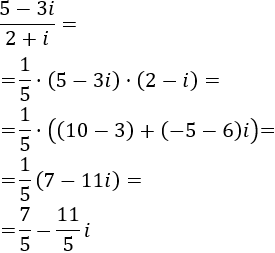 (5 − 3i)/(2 + i) =
= 1/5 · (5 − 3i) · (2 − i) =
= 1/5 · ((10 − 3) + (−5 − 6)i) =
= 1/5 (7 − 11i) =
= 7/5 − 11/5 i